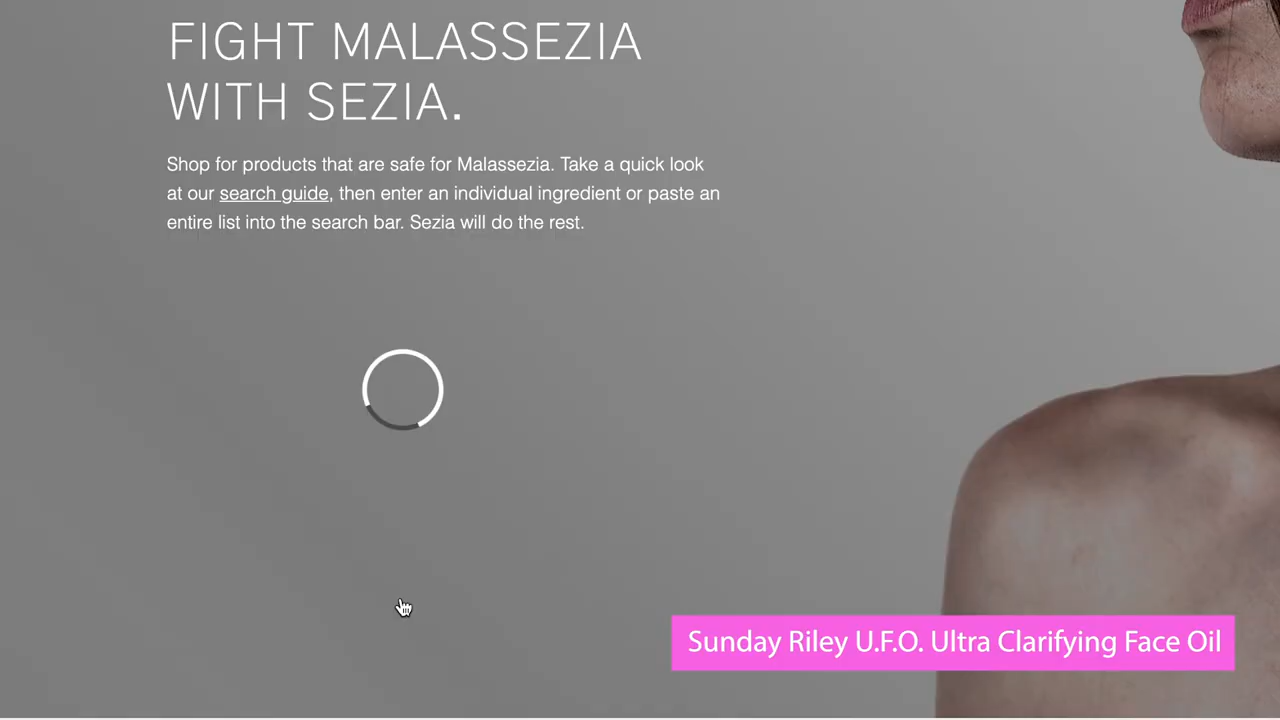 FIGHT MALASSEZIA
WITH SEZIA.
Shop for products that are safe for Malassezia. Take a quick look
at our search guide, then enter an individual ingredient or paste an
entire list into the search bar. Sezia will do the rest.
Sunday Riley U.F.O. Ultra Clarifying Face Oil